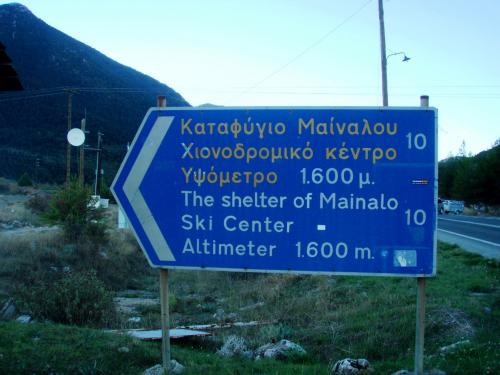 Καταφύγιο Μαίναλου 10
Χιονοδρομικό κέντρο
Υψόμετρο 1.600 μ.
The shelter of Mainalo 10
Ski Center
Altimeter 1.600 m.